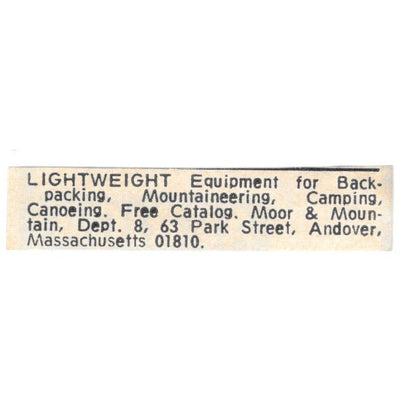 LIGHTWEIGHT Equipment for Back-
packing, Mountaineering, Camping,
Canoeing. Free Catalog. Moor & Moun-
tain, Dept. 8, 63 Park Street, Andover,
Massachusetts 01810.